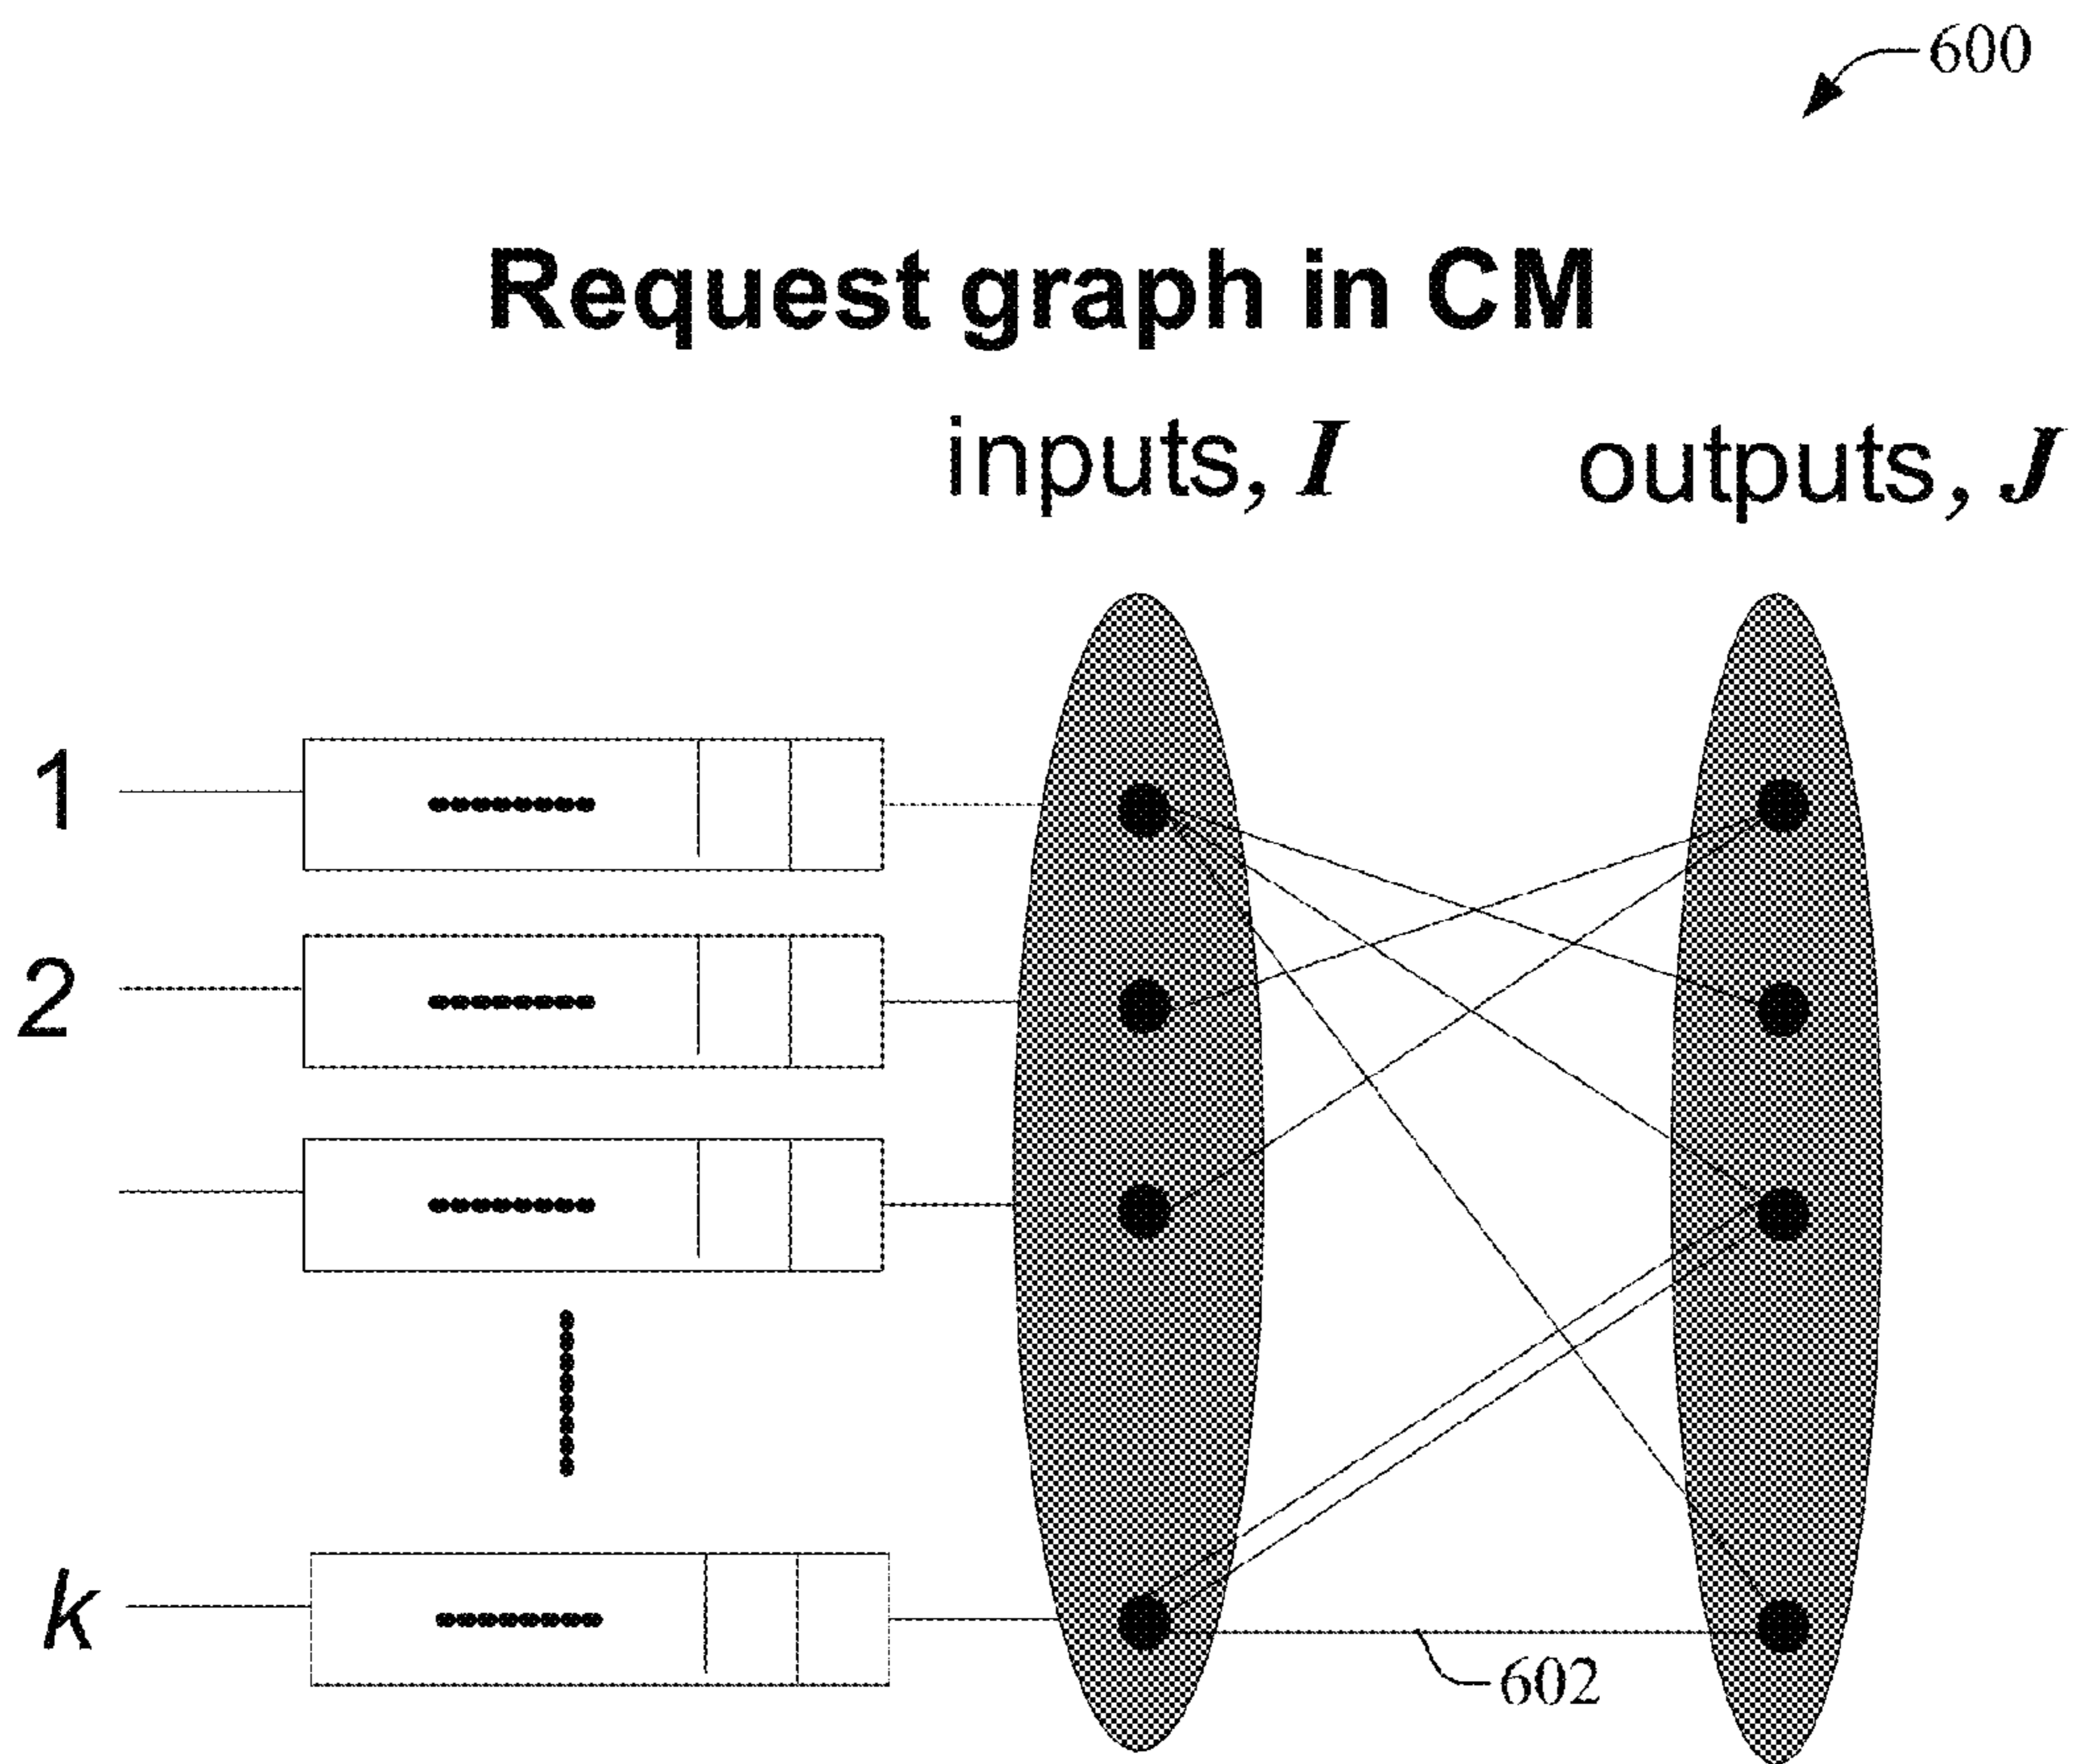 600
Request graph in CM
inputs, I
outputs, J
1
2
k
602